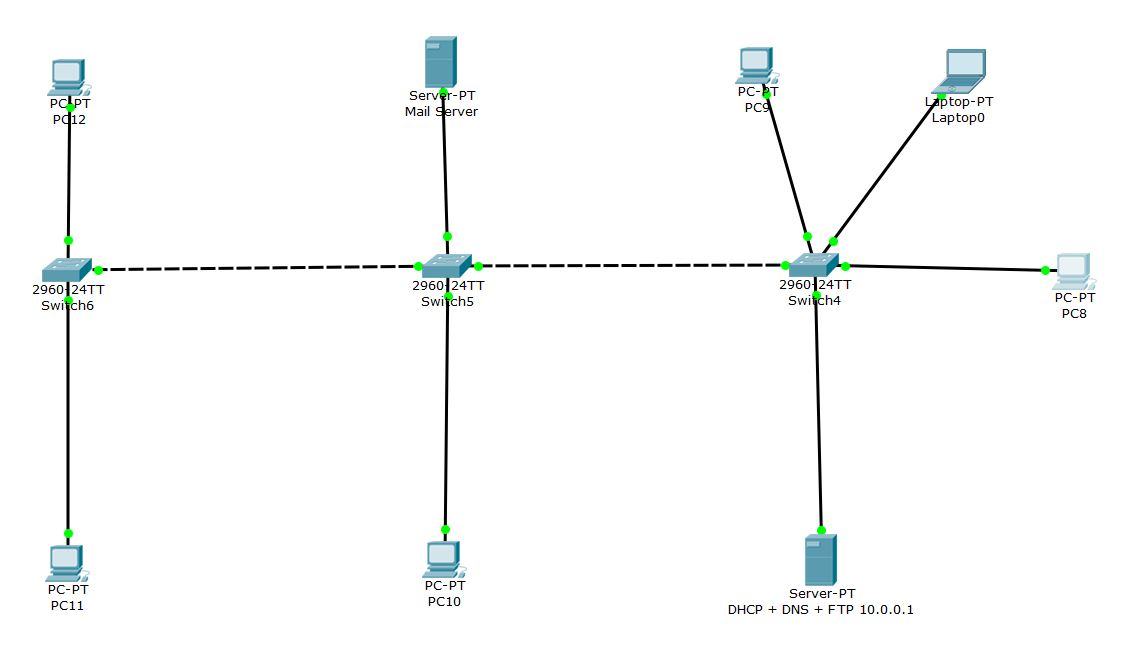 PC-PT
PC12
Server-PT
Mail Server
PC-PT
PC9
Laptop-PT
Laptop0
2960-24TT
Switch6
2960-24TT
Switch5
2960-24TT
Switch4
PC-PT
PC8
PC-PT
PC11
PC-PT
PC10
Server-PT
DHCP + DNS + FTP 10.0.0.1